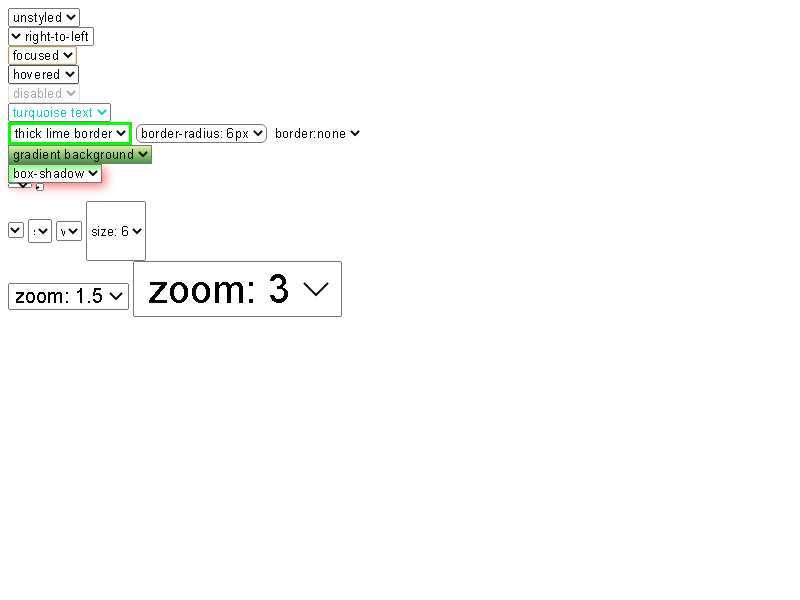 unstyled
right-to-left
focused
hovered
disabled
turquoise text
thick lime border border-radius: 6px border:none
gradient background
box-shadow
size: 6
zoom: 1.5 zoom: 3